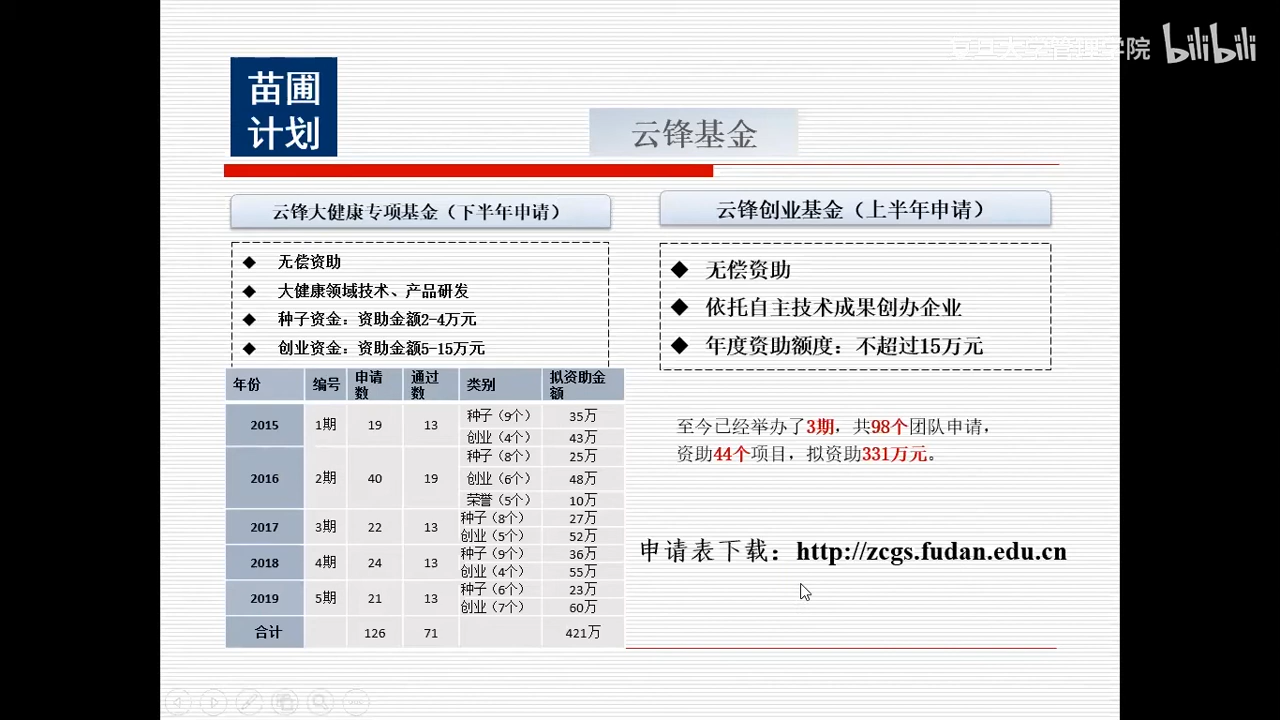 复旦大学管理学院 bilibili
苗圃
计划
云锋基金
云锋大健康专项基金（下半年申请）
◆ 无偿资助
◆ 大健康领域技术、产品研发
◆ 种子资金：资助金额2-4万元
◆ 创业资金：资助金额5-15万元
年份 编号 申请数 通过数 类别 拟资助金额
2015 1期 19 13 种子（9个） 35万
创业（4个） 43万
2016 2期 40 19 种子（8个） 25万
创业（6个） 48万
荣誉（5个） 10万
2017 3期 22 13 种子（8个） 27万
创业（5个） 52万
2018 4期 24 13 种子（9个） 36万
创业（4个） 55万
2019 5期 21 13 种子（6个） 23万
创业（7个） 60万
合计 126 71 421万
云锋创业基金（上半年申请）
◆ 无偿资助
◆ 依托自主技术成果创办企业
◆ 年度资助额度：不超过15万元
至今已经举办了3期，共98个团队申请，
资助44个项目，拟资助331万元。
申请表下载：http://zcgs.fudan.edu.cn